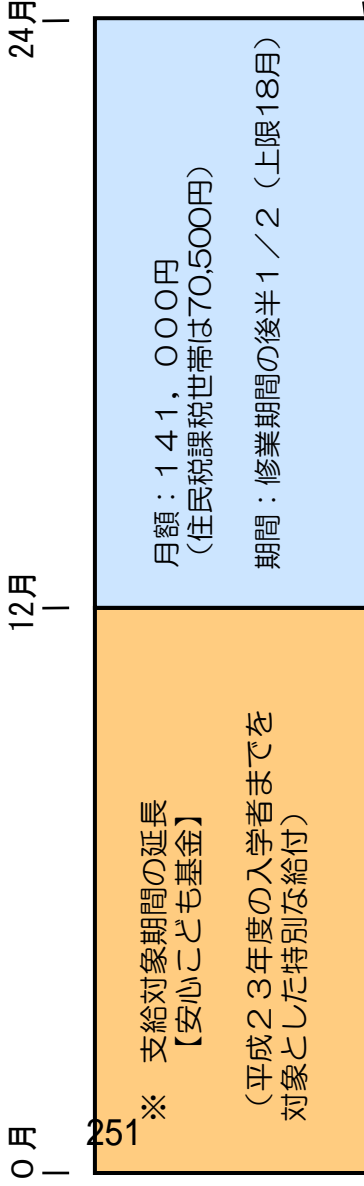 0月
12月
24月
※ 支給対象期間の延長
【安心こども基金】
（平成２３年度の入学者までを
対象とした特別な給付）
月額：１４１，０００円
（住民税課税世帯は70,500円）
期間：修業期間の後半１／２（上限18月）
251